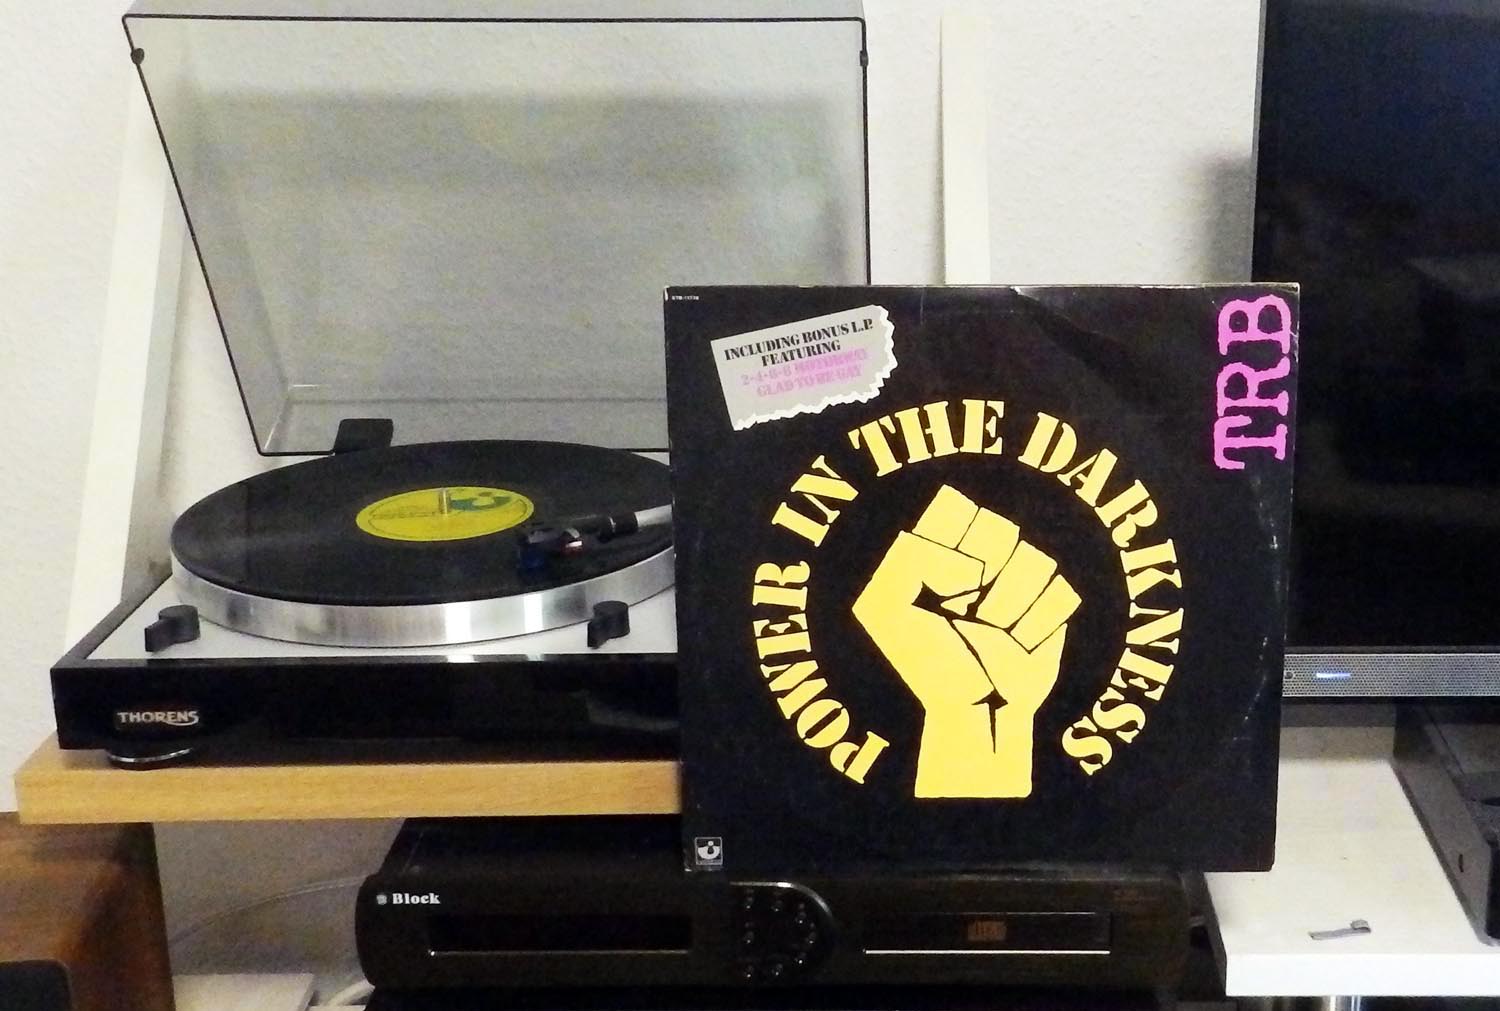 INCLUDING BONUS L.P.
FEATURING
2-4-6-8 MOTORWAY
GLAD TO BE GAY
TRB
POWER IN THE DARKNESS
THORENS
Block